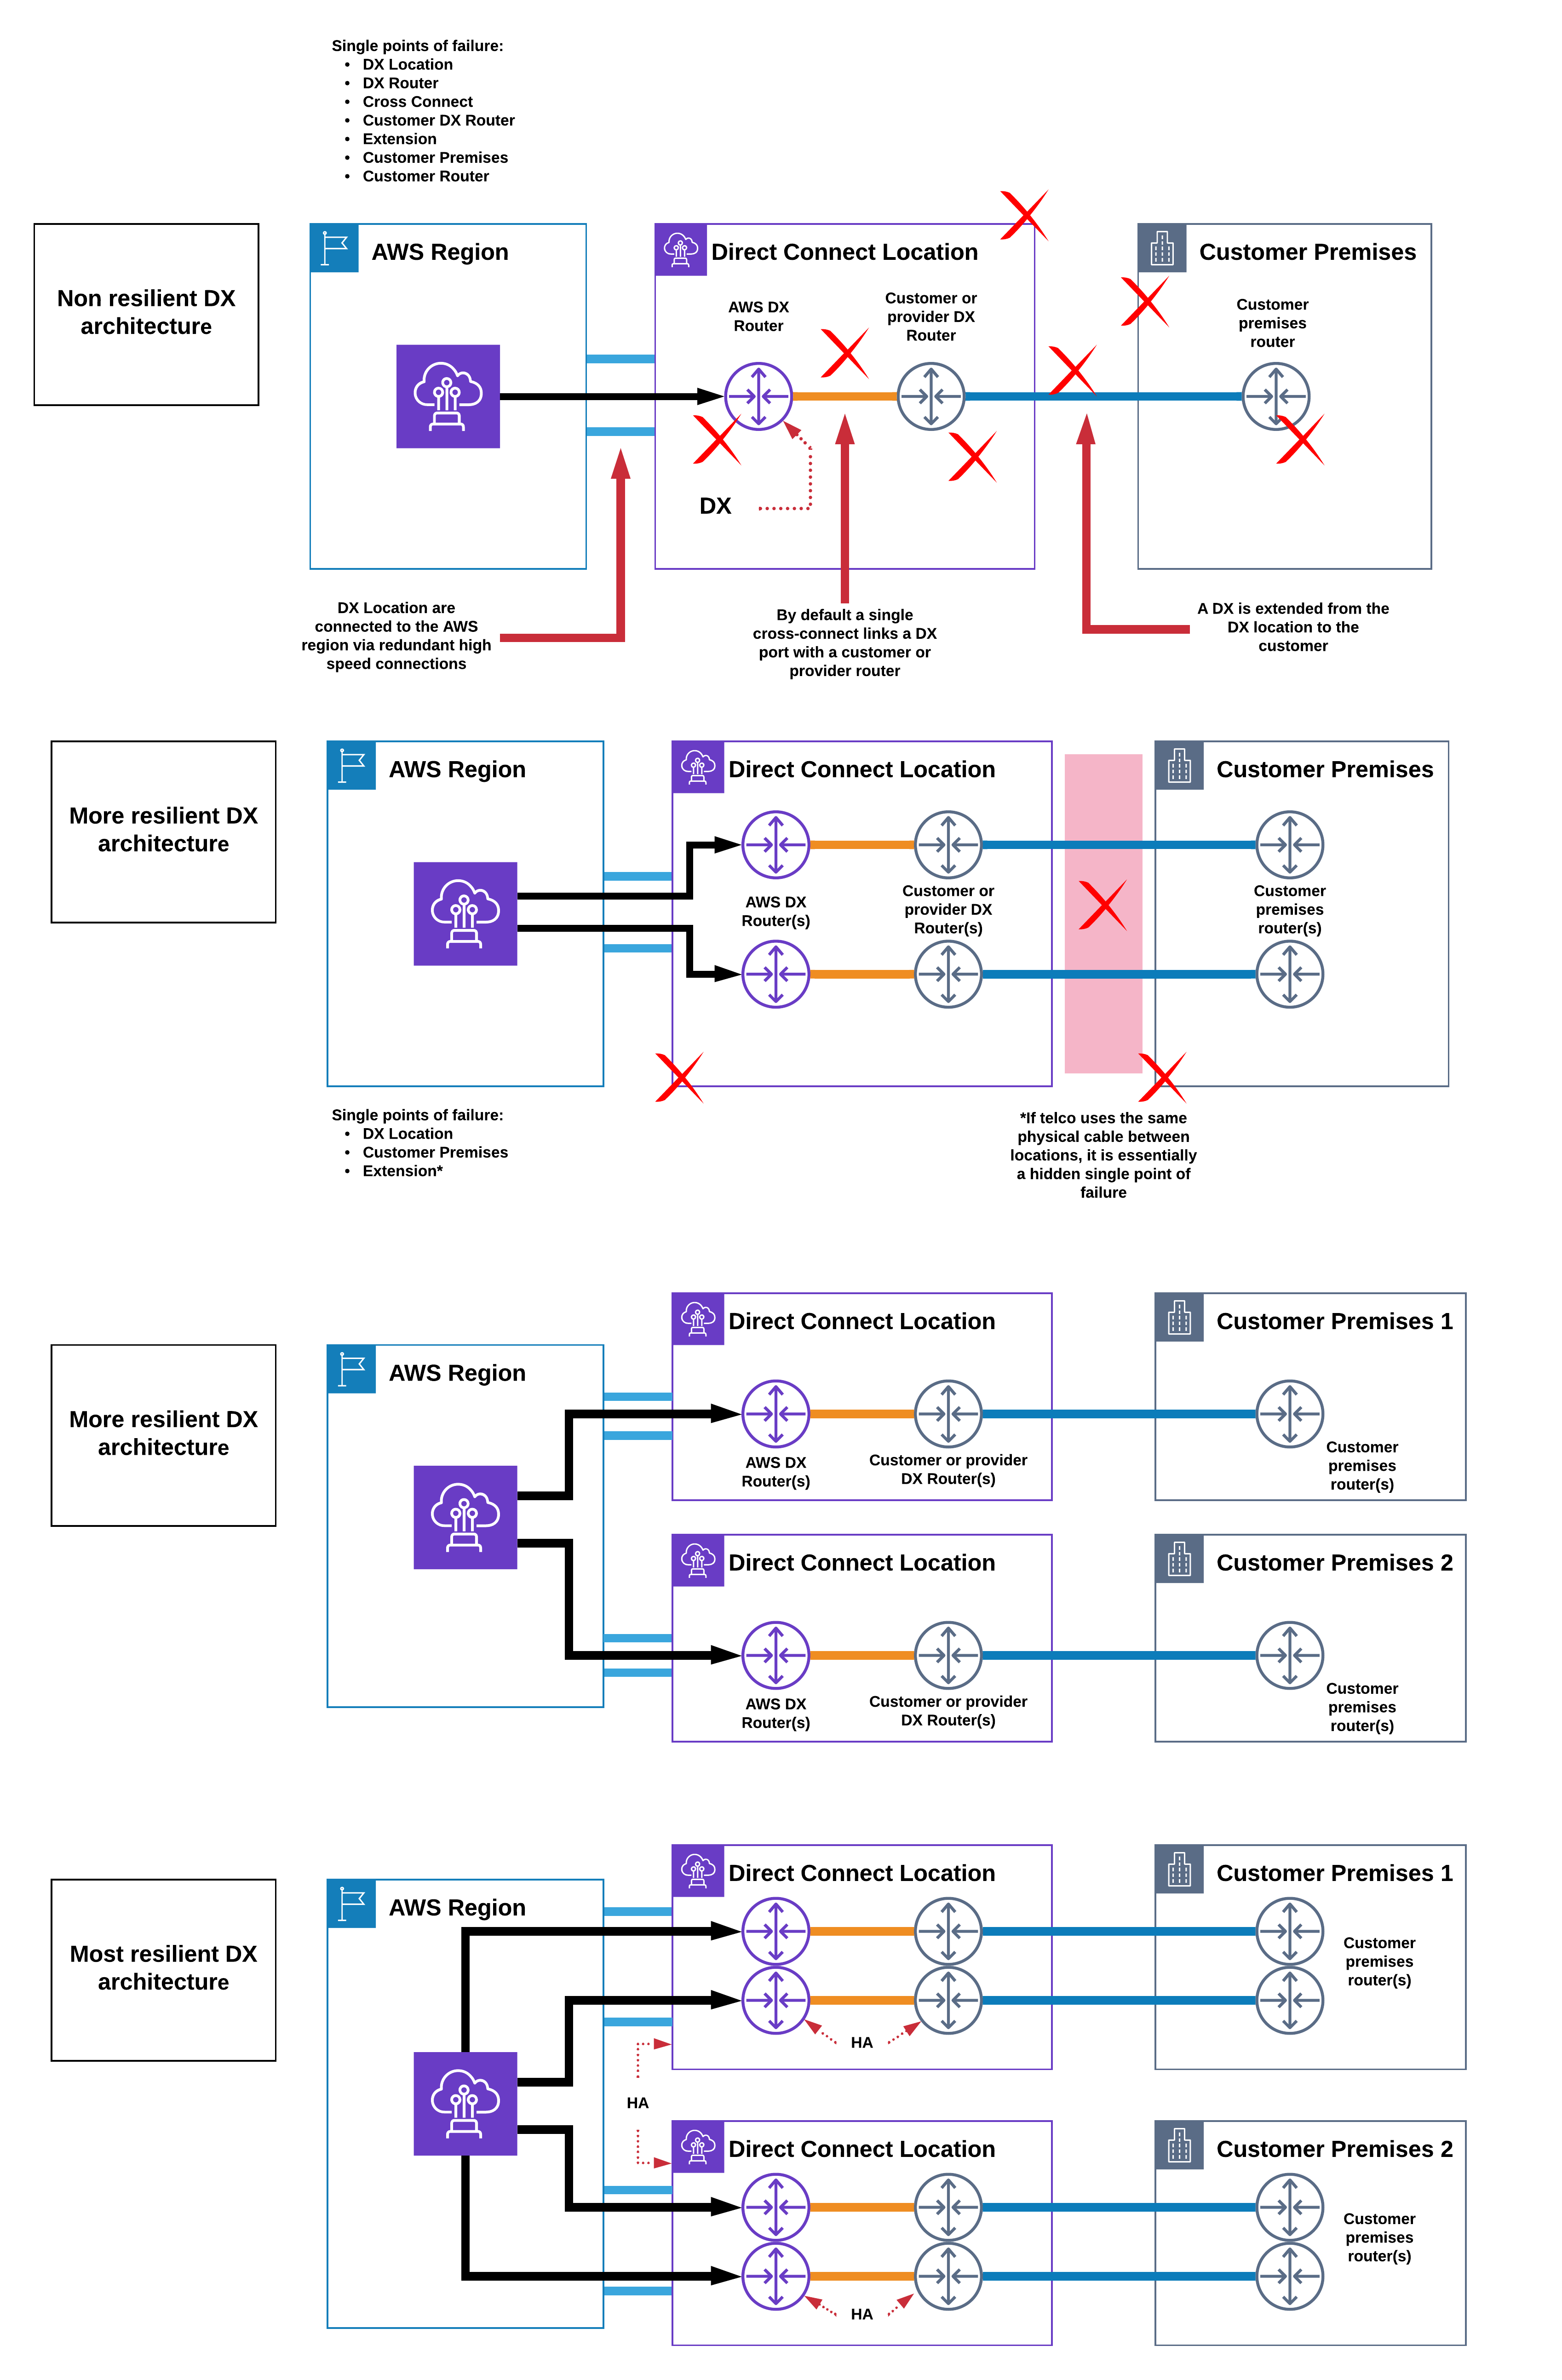 Single points of failure:
• DX Location
• DX Router
• Cross Connect
• Customer DX Router
• Extension
• Customer Premises
• Customer Router
Non resilient DX
architecture
AWS Region
Direct Connect Location
Customer Premises
AWS DX
Router
Customer or
provider DX
Router
Customer
premises
router
DX
DX Location are
connected to the AWS
region via redundant high
speed connections
By default a single
cross-connect links a DX
port with a customer or
provider router
A DX is extended from the
DX location to the
customer
More resilient DX
architecture
AWS Region
Direct Connect Location
Customer Premises
AWS DX
Router(s)
Customer or
provider DX
Router(s)
Customer
premises
router(s)
Single points of failure:
• DX Location
• Customer Premises
• Extension*
*If telco uses the same
physical cable between
locations, it is essentially
a hidden single point of
failure
More resilient DX
architecture
AWS Region
Direct Connect Location
Customer Premises 1
AWS DX
Router(s)
Customer or provider
DX Router(s)
Customer
premises
router(s)
Direct Connect Location
Customer Premises 2
AWS DX
Router(s)
Customer or provider
DX Router(s)
Customer
premises
router(s)
Most resilient DX
architecture
AWS Region
Direct Connect Location
Customer Premises 1
Customer
premises
router(s)
HA
HA
Direct Connect Location
Customer Premises 2
Customer
premises
router(s)
HA